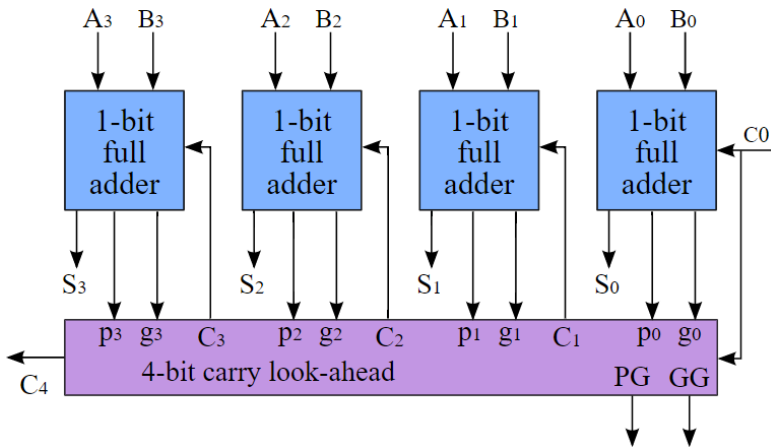 A3 B3 A2 B2 A1 B1 A0 B0
1-bit full adder
1-bit full adder
1-bit full adder
1-bit full adder
C0
S3 S2 S1 S0
p3 g3 C3 p2 g2 C2 p1 g1 C1 p0 g0
C4
4-bit carry look-ahead
PG GG